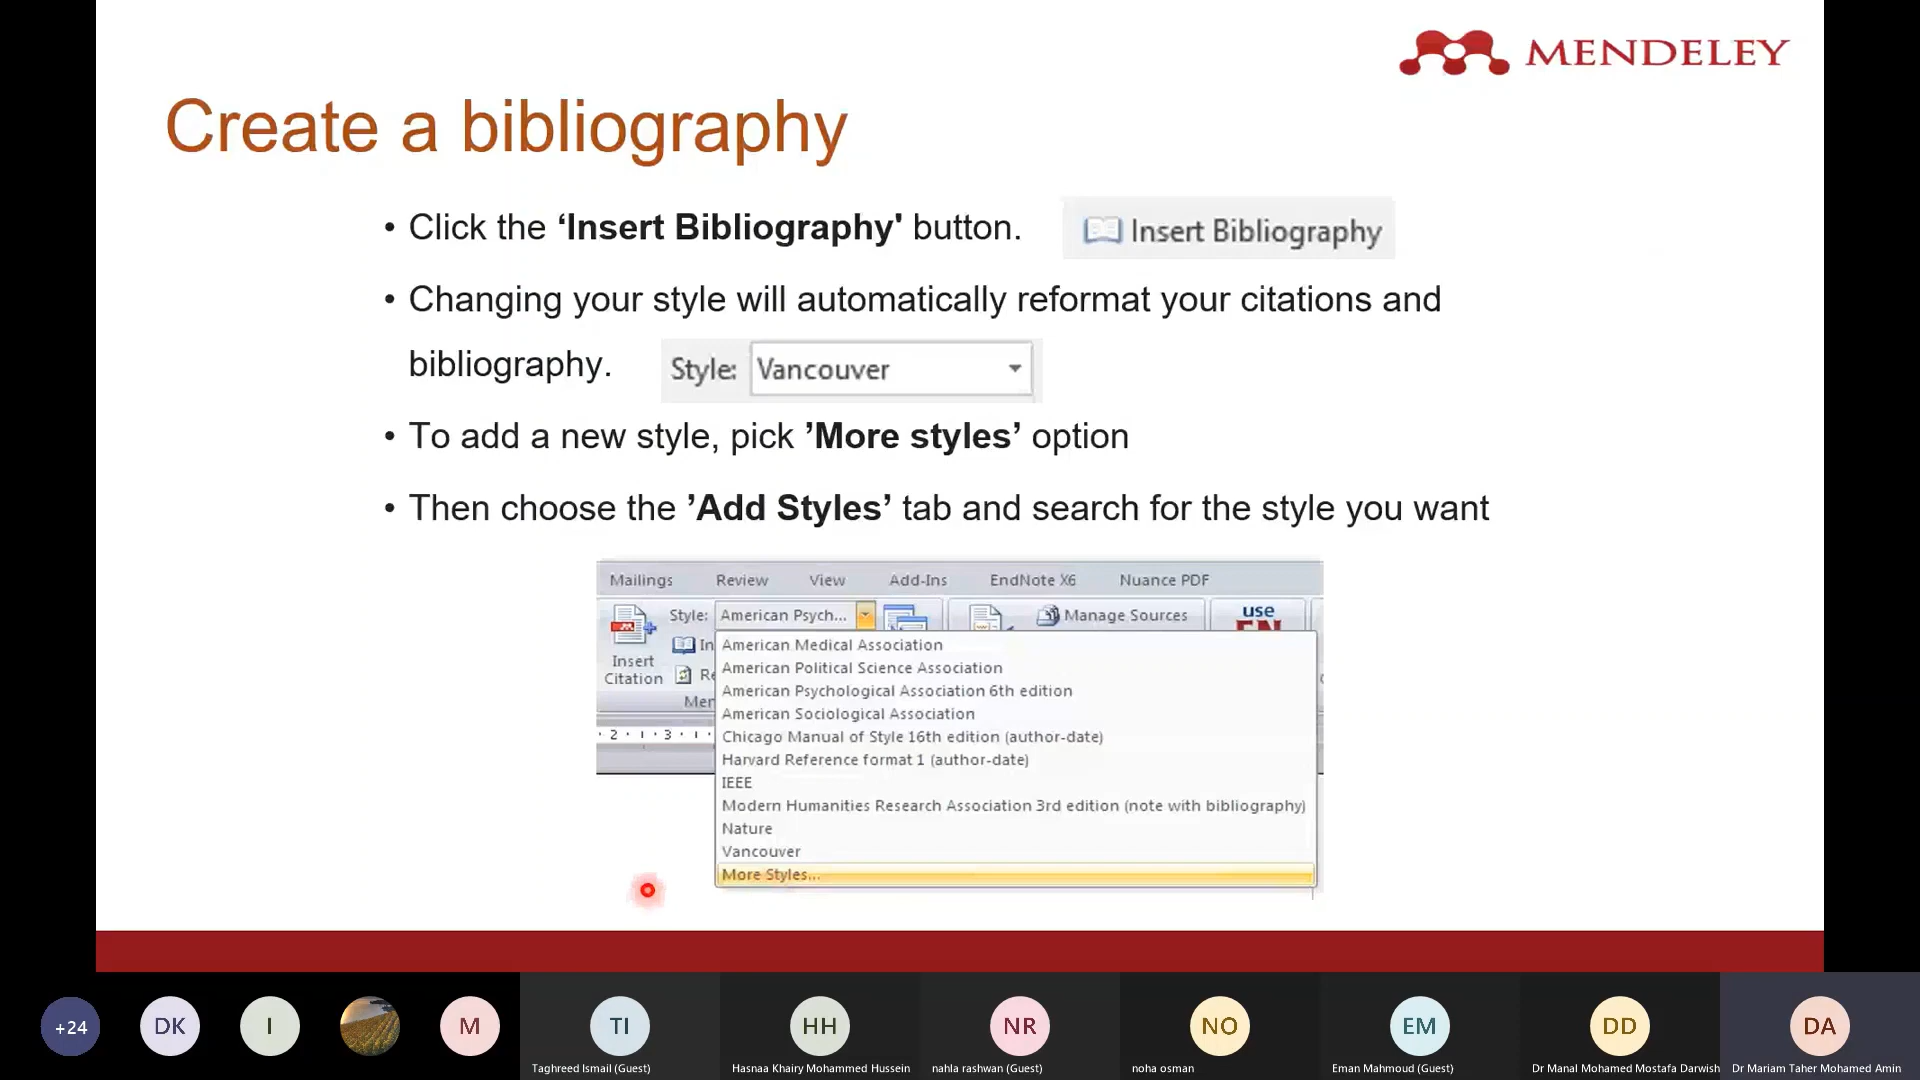 MENDELEY
Create a bibliography
• Click the ‘Insert Bibliography' button.
Insert Bibliography
• Changing your style will automatically reformat your citations and
bibliography.
Style: Vancouver
• To add a new style, pick ’More styles’ option
• Then choose the ’Add Styles’ tab and search for the style you want
Mailings Review View Add-Ins EndNote X6 Nuance PDF
Style: American Psych... Manage Sources use
In
American Medical Association
Insert
Citation
American Political Science Association
Re
American Psychological Association 6th edition
Men
American Sociological Association
· 2 · ı · 3 · ı ·
Chicago Manual of Style 16th edition (author-date)
Harvard Reference format 1 (author-date)
IEEE
Modern Humanities Research Association 3rd edition (note with bibliography)
Nature
Vancouver
More Styles...
+24 DK I M TI HH NR NO EM DD DA
Taghreed Ismail (Guest) Hasnaa Khairy Mohammed Hussein nahla rashwan (Guest) noha osman Eman Mahmoud (Guest) Dr Manal Mohamed Mostafa Darwish Dr Mariam Taher Mohamed Amin